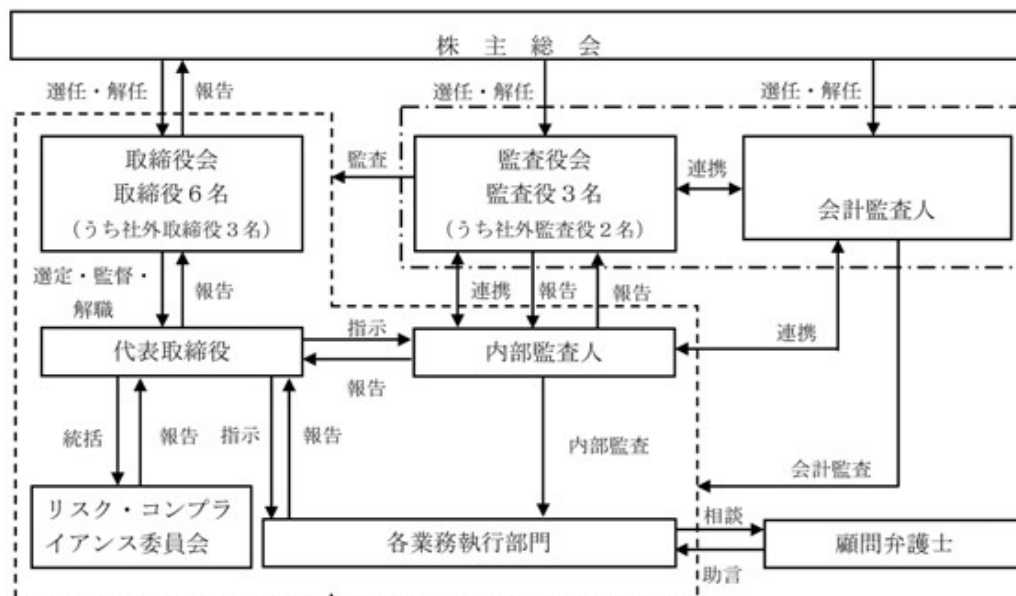 株主総会
選任・解任
報告
選任・解任
選任・解任
取締役会
取締役6名
（うち社外取締役3名）
監査
監査役会
監査役3名
（うち社外監査役2名）
連携
会計監査人
選定・監督・
解職
報告
連携
報告
報告
代表取締役
指示
報告
内部監査人
連携
統括
報告
指示
報告
内部監査
会計監査
リスク・コンプラ
イアンス委員会
各業務執行部門
相談
助言
顧問弁護士